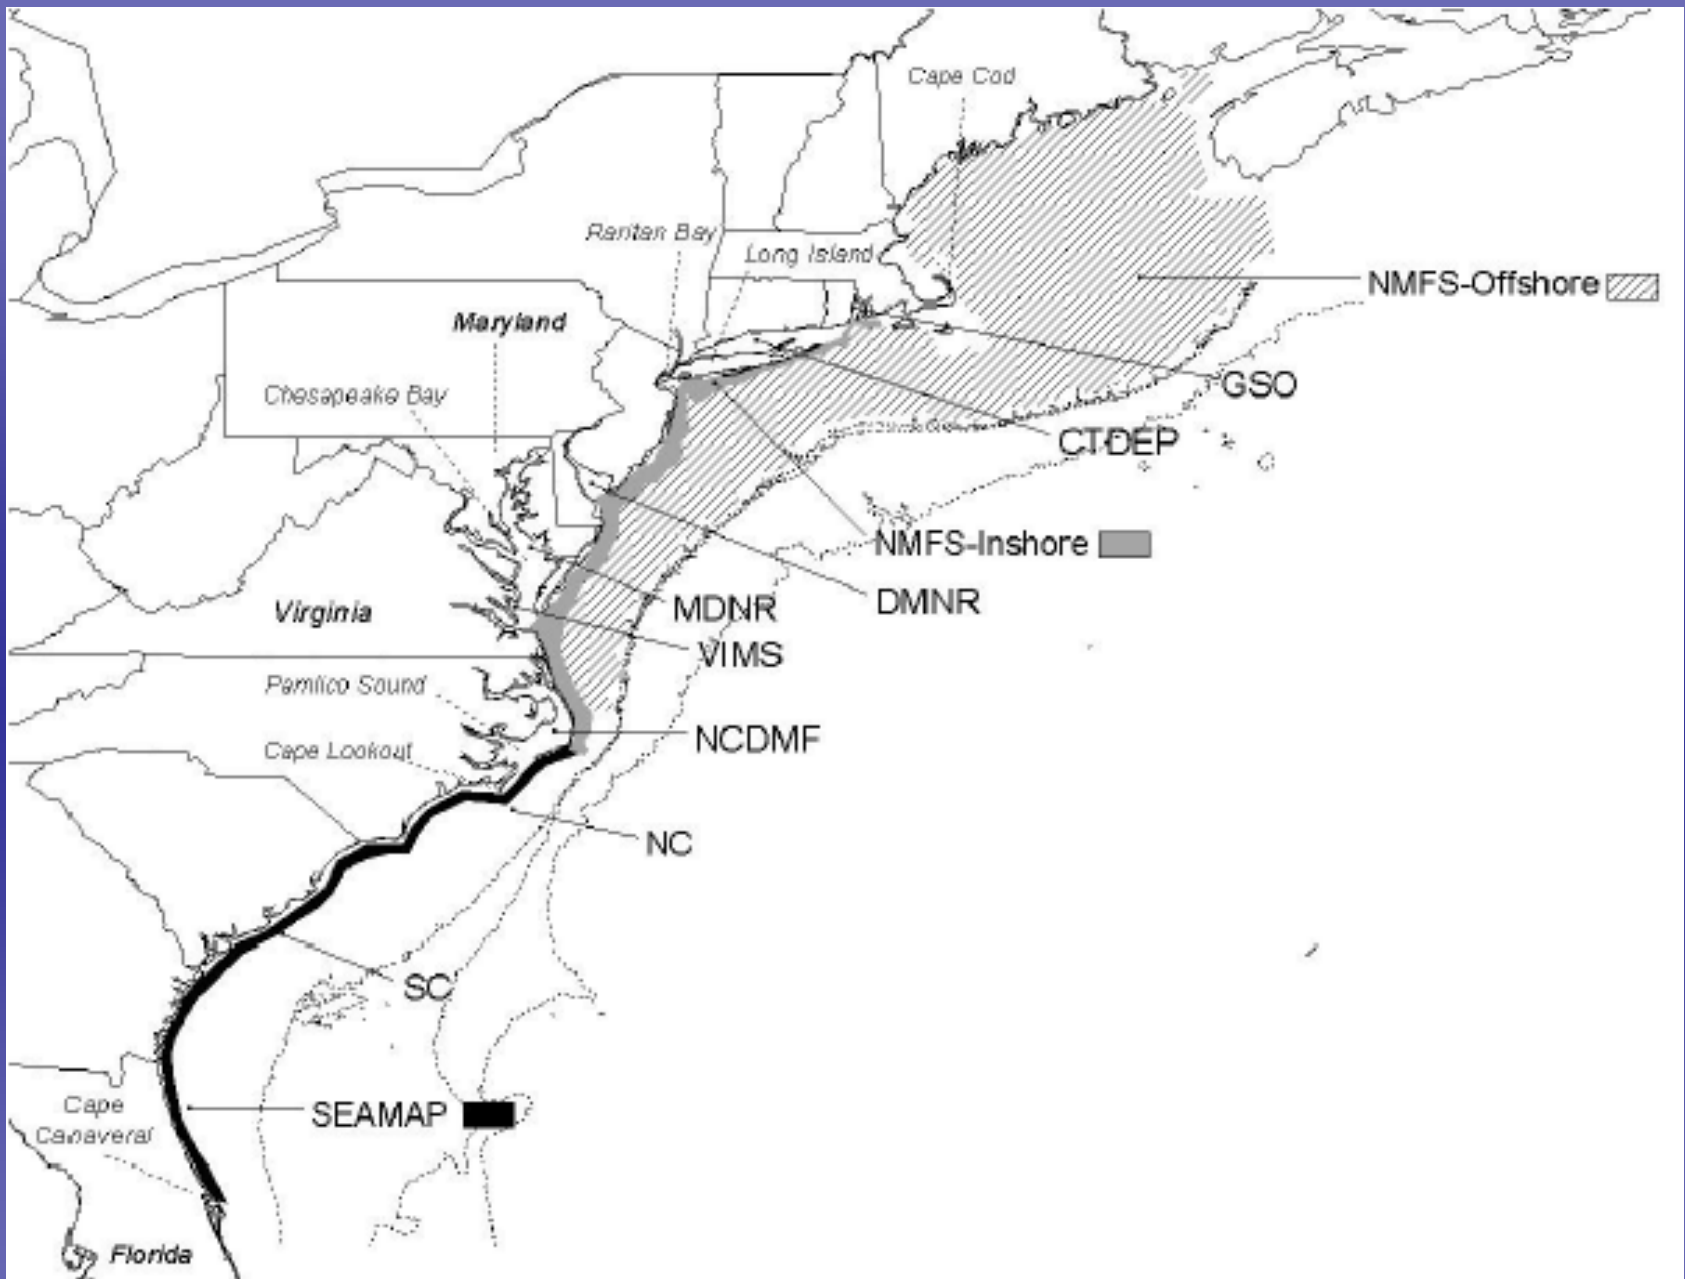 Cape Cod
Raritan Bay
Long Island
NMFS-Offshore
Maryland
GSO
Chesapeake Bay
CTDEP
NMFS-Inshore
DMNR
MDNR
Virginia
VIMS
Pamlico Sound
NCDMF
Cape Lookout
NC
SC
SEAMAP
Cape
Canaveral
Florida